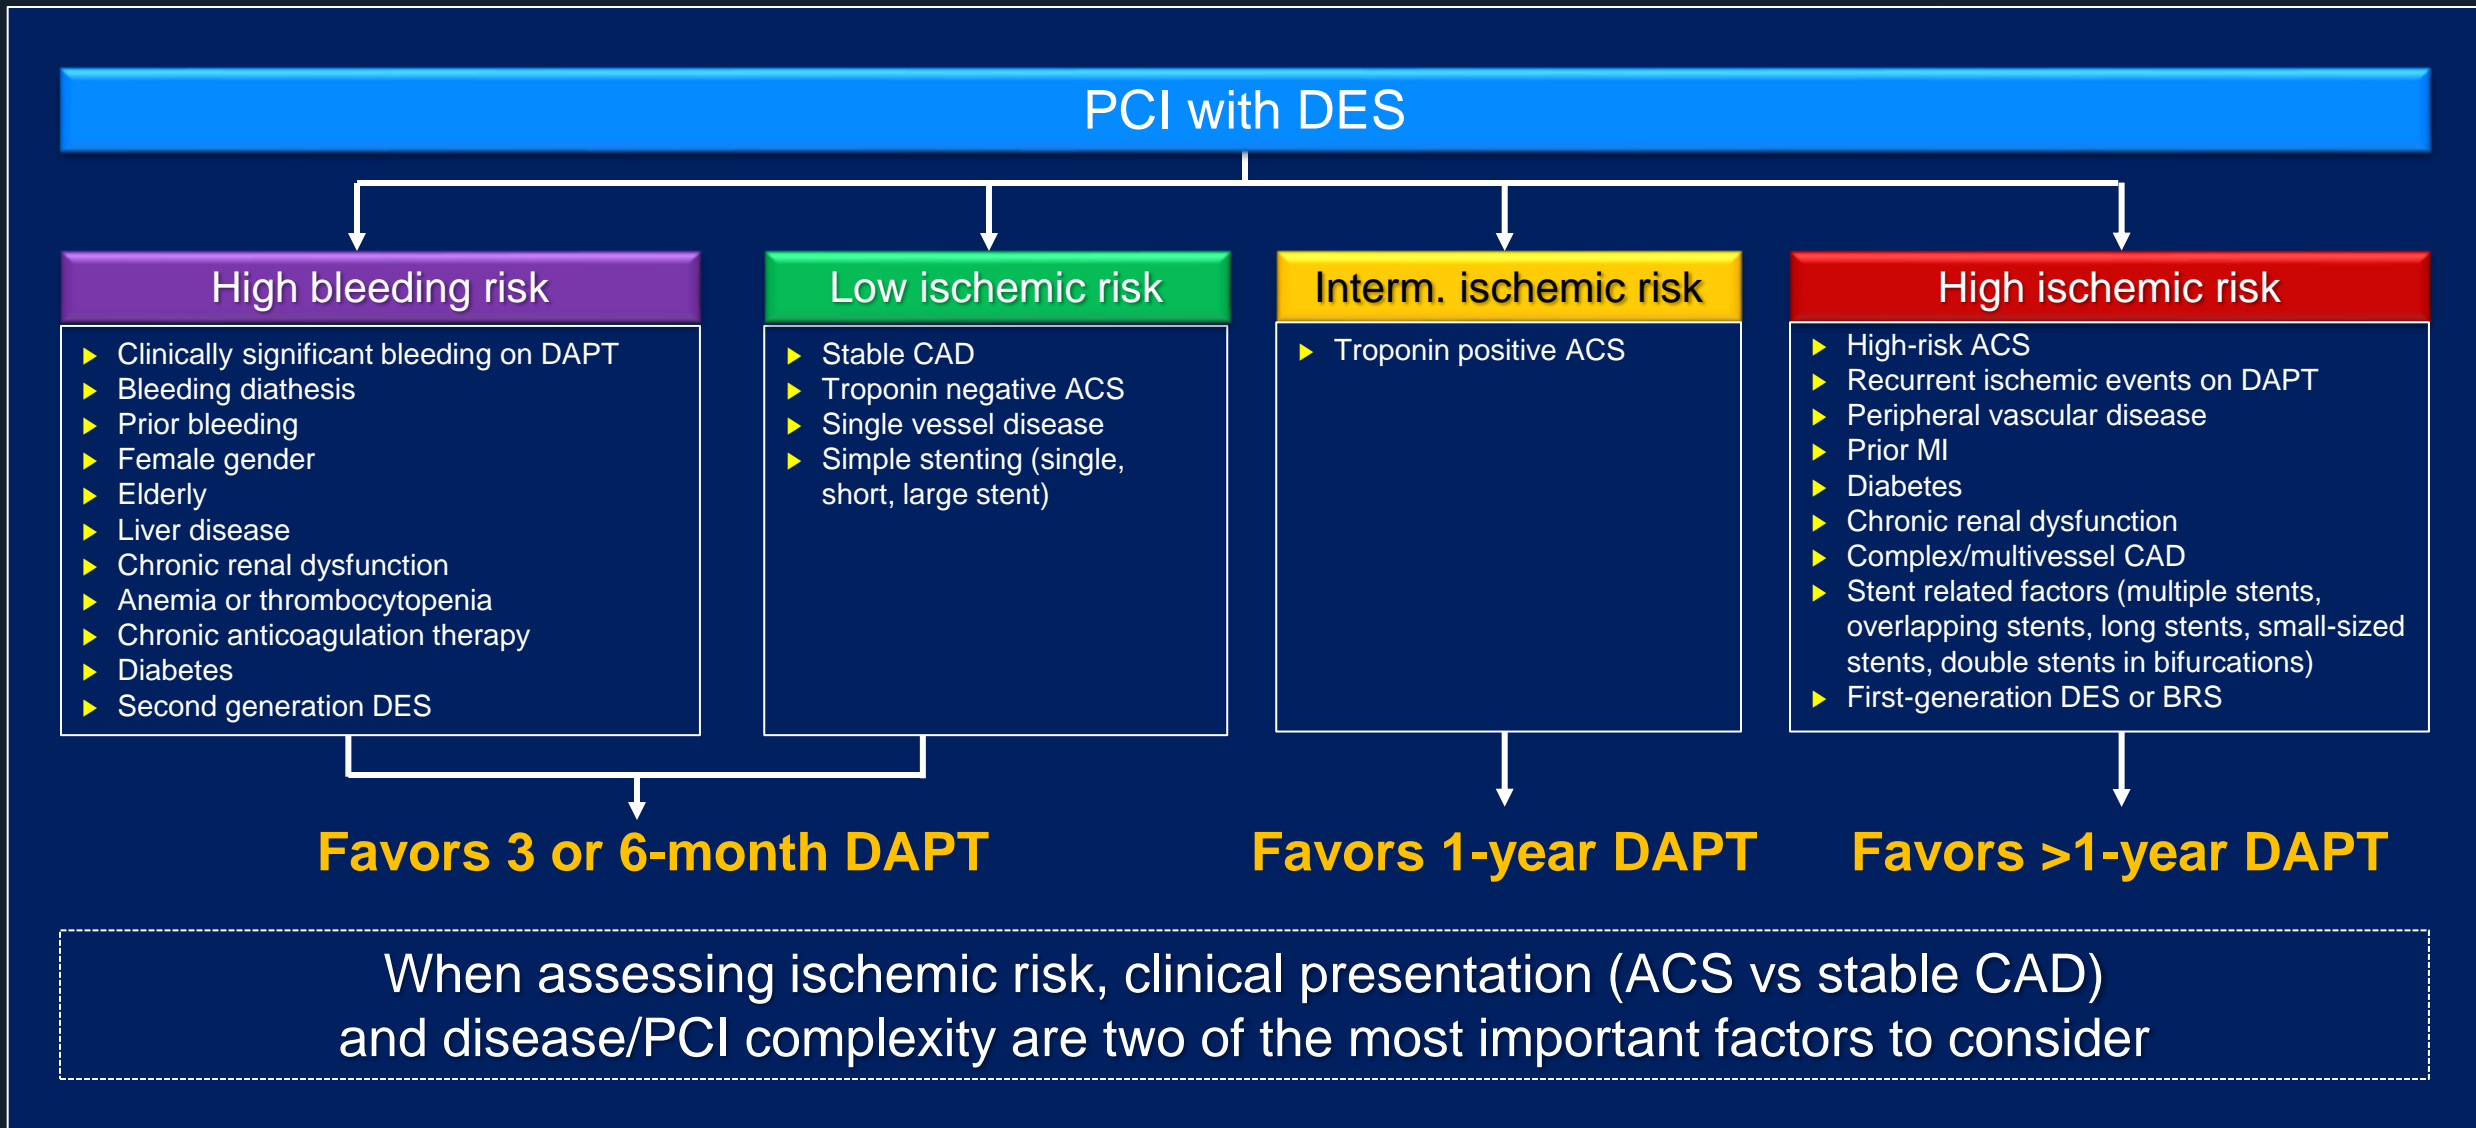 PCI with DES
High bleeding risk
Clinically significant bleeding on DAPT
Bleeding diathesis
Prior bleeding
Female gender
Elderly
Liver disease
Chronic renal dysfunction
Anemia or thrombocytopenia
Chronic anticoagulation therapy
Diabetes
Second generation DES
Low ischemic risk
Stable CAD
Troponin negative ACS
Single vessel disease
Simple stenting (single,
short, large stent)
Interm. ischemic risk
Troponin positive ACS
High ischemic risk
High-risk ACS
Recurrent ischemic events on DAPT
Peripheral vascular disease
Prior MI
Diabetes
Chronic renal dysfunction
Complex/multivessel CAD
Stent related factors (multiple stents,
overlapping stents, long stents, small-sized
stents, double stents in bifurcations)
First-generation DES or BRS
Favors 3 or 6-month DAPT
Favors 1-year DAPT
Favors >1-year DAPT
When assessing ischemic risk, clinical presentation (ACS vs stable CAD)
and disease/PCI complexity are two of the most important factors to consider